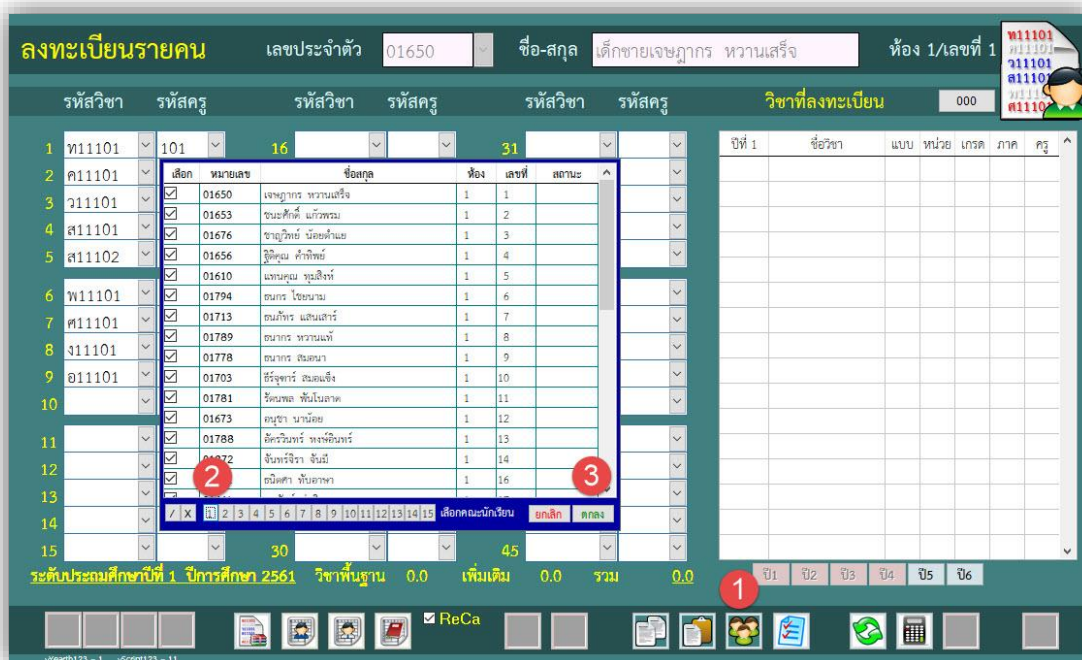 ลงทะเบียนรายคน เลขประจำตัว 01650 ชื่อ-สกุล เด็กชายเจษฎากร หวานเสร็จ ห้อง 1/เลขที่ 1
ท11101
ค11101
ว11101
ส11101
พ11101
ศ11101
รหัสวิชา รหัสครู รหัสวิชา รหัสครู รหัสวิชา รหัสครู วิชาที่ลงทะเบียน 000
1 ท11101 101 16 31
2 ค11101
3 ว11101
4 ส11101
5 ส11102
6 พ11101
7 ศ11101
8 ง11101
9 อ11101
10
11
12
13
14
15 30 45
เลือก หมายเลข ชื่อสกุล ห้อง เลขที่ สถานะ
01650 เจษฎากร หวานเสร็จ 1 1
01653 ชนะศักดิ์ แก้วพรม 1 2
01676 ชาญวิทย์ น้อยคำแย 1 3
01656 ฐิติคุณ คำทิพย์ 1 4
01610 แทนคุณ ทุมสิงห์ 1 5
01794 ธนกร ไชยนาม 1 6
01713 ธนภัทร แสนเสาร์ 1 7
01789 ธนากร หวานแท้ 1 8
01778 ธนากร สมอนา 1 9
01703 ธีร์จุฑาร์ สมอแข็ง 1 10
01781 รัตนพล พันโนลาด 1 11
01673 อนุชา นาน้อย 1 12
01788 อัครวินทร์ หงษ์อินทร์ 1 13
จันทร์จิรา จันมี 1 14
ธนิตศา พันอาษา 1 16
2 3
/ X 1 2 3 4 5 6 7 8 9 10 11 12 13 14 15 เลือกคณะนักเรียน ยกเลิก ตกลง
ปีที่ 1 ชื่อวิชา แบบ หน่วย เกรด ภาค ครู
ระดับประถมศึกษาปีที่ 1 ปีการศึกษา 2561 วิชาพื้นฐาน 0.0 เพิ่มเติม 0.0 รวม 0.0
ปี1 ปี2 ปี3 ปี4 ปี5 ปี6
1
ReCa